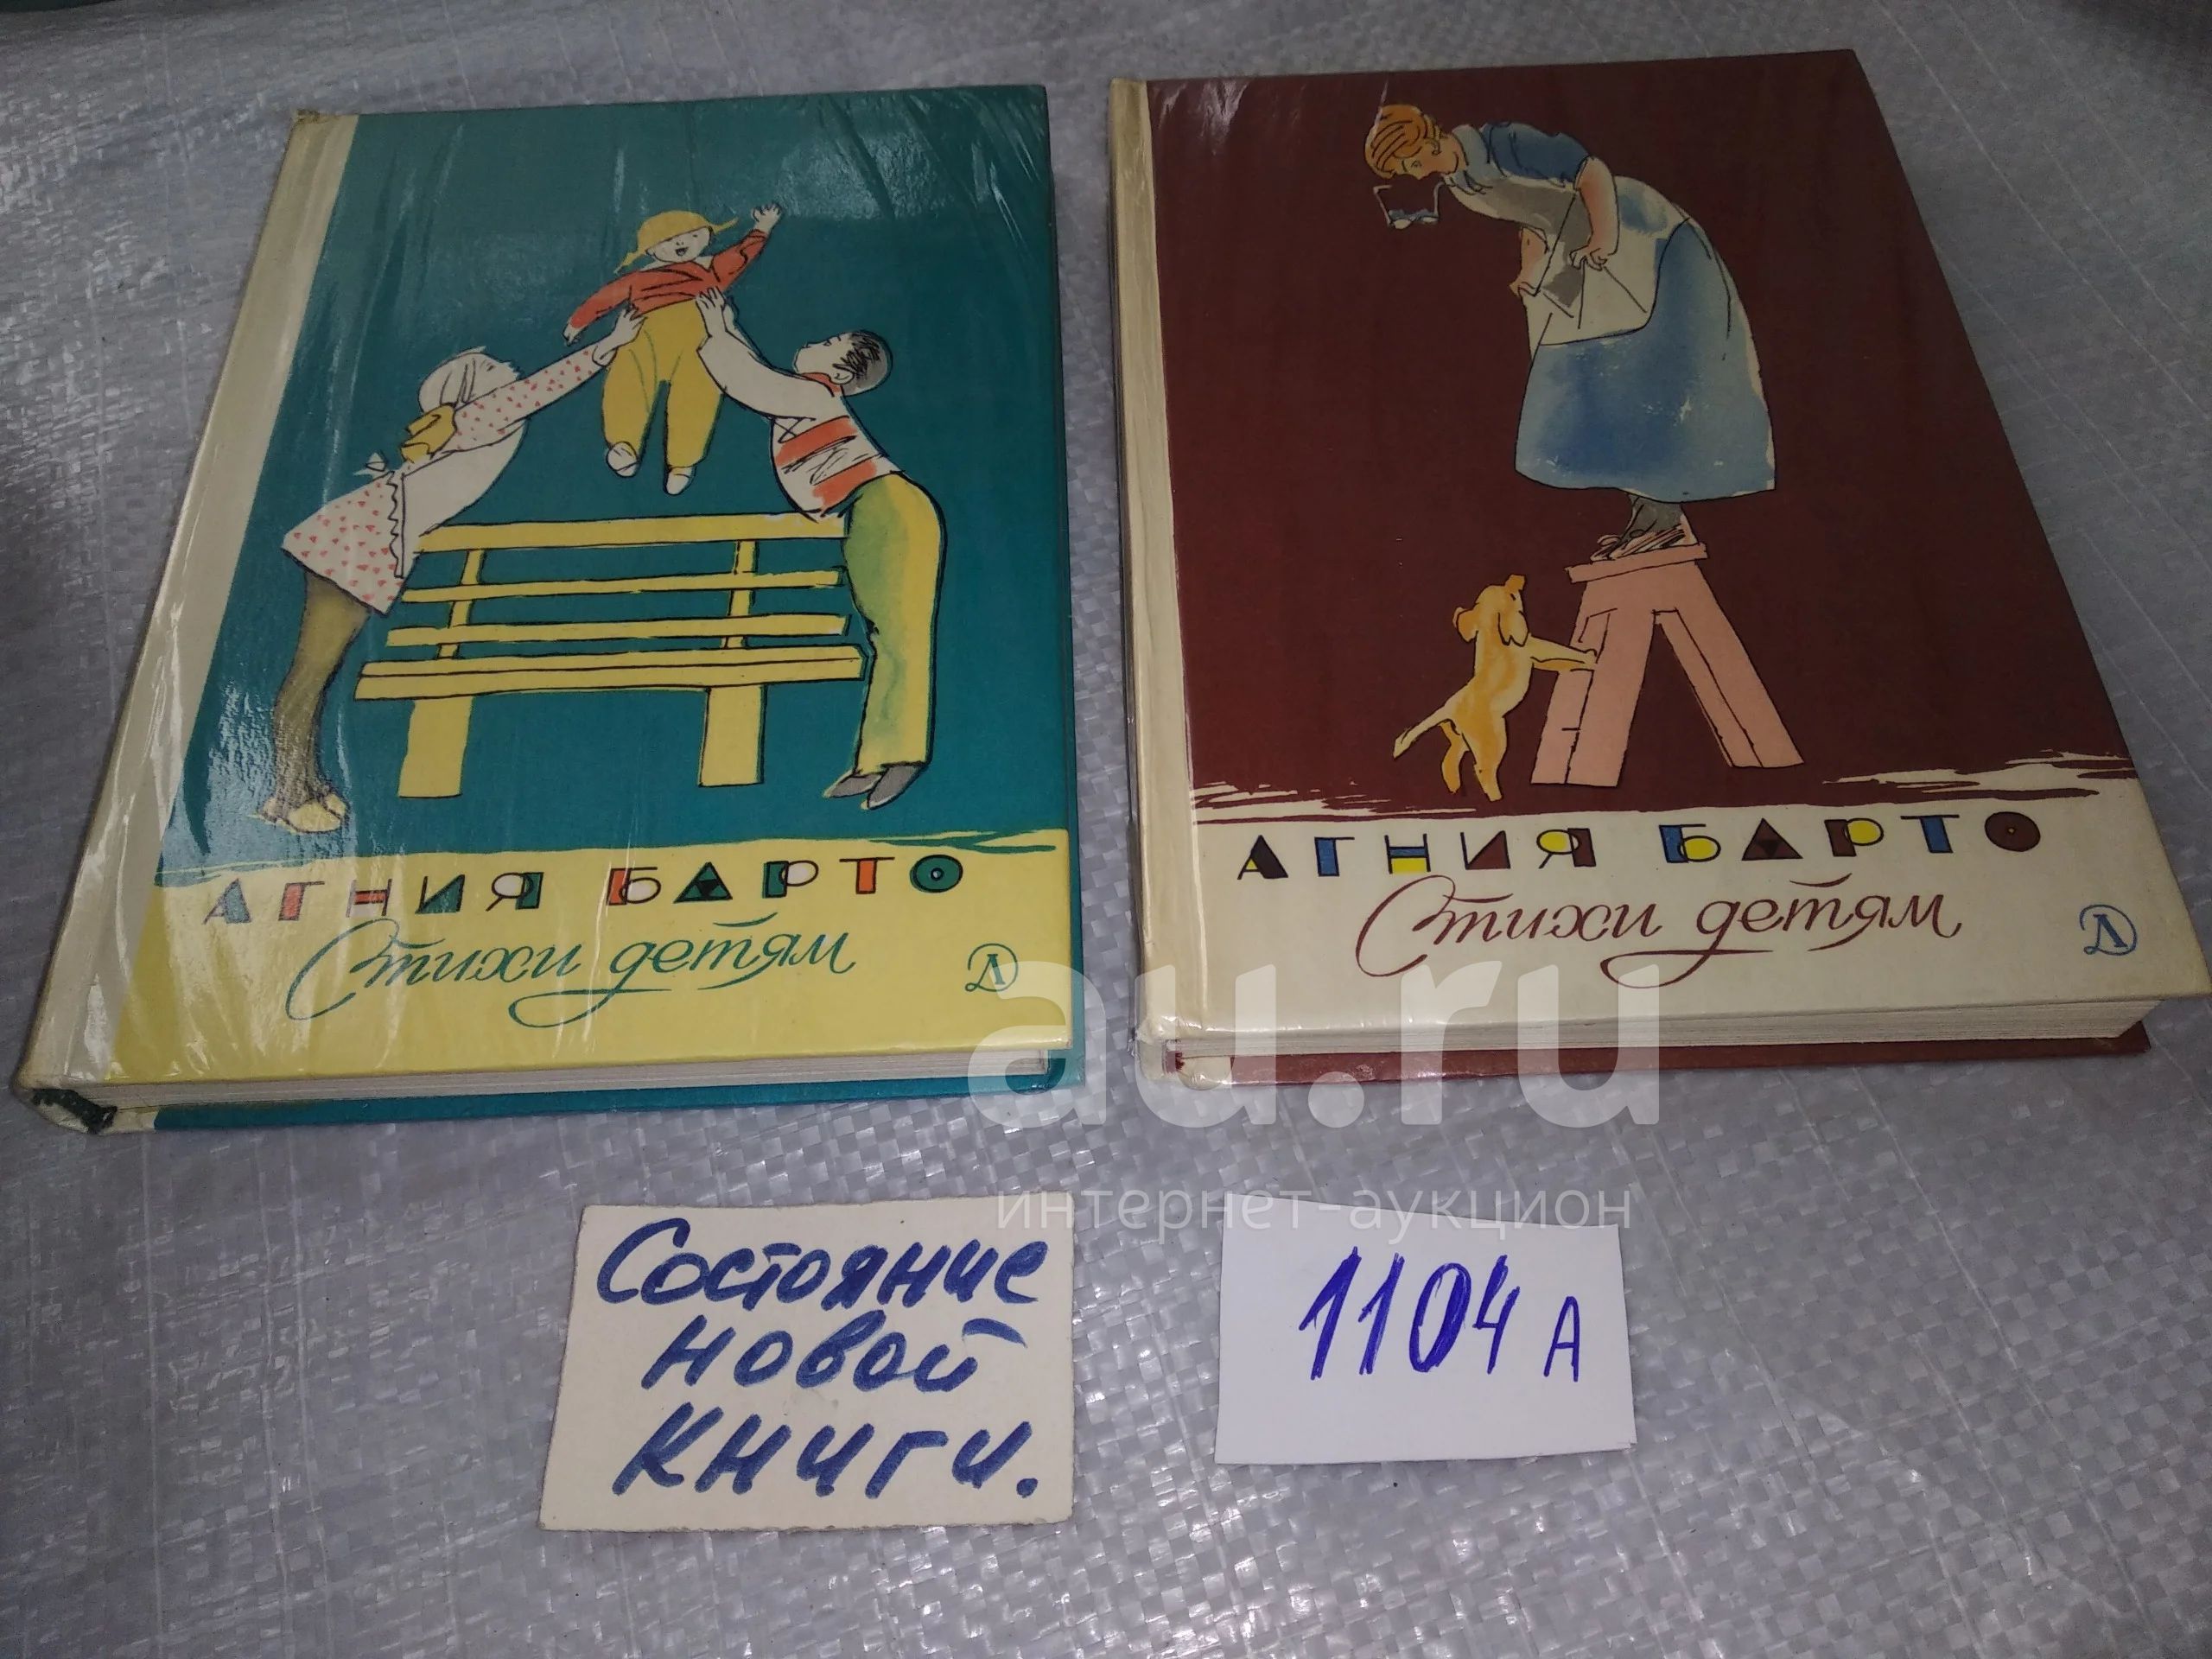 АГНИЯ БАРТО
Стихи детям
Д
АГНИЯ БАРТО
Стихи детям
Д
au.ru
интернет-аукцион
Состояние
новой
книги.
1104 А